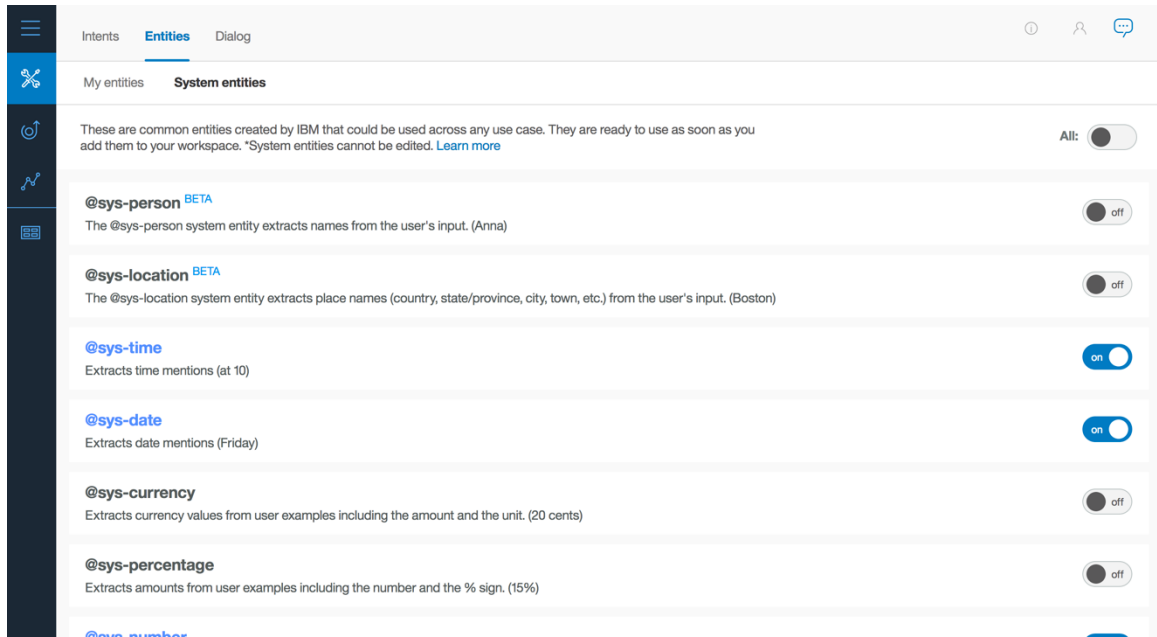 Intents Entities Dialog
My entities System entities
These are common entities created by IBM that could be used across any use case. They are ready to use as soon as you
add them to your workspace. *System entities cannot be edited. Learn more
All:
@sys-person BETA
The @sys-person system entity extracts names from the user's input. (Anna)
off
@sys-location BETA
The @sys-location system entity extracts place names (country, state/province, city, town, etc.) from the user's input. (Boston)
off
@sys-time
Extracts time mentions (at 10)
on
@sys-date
Extracts date mentions (Friday)
on
@sys-currency
Extracts currency values from user examples including the amount and the unit. (20 cents)
off
@sys-percentage
Extracts amounts from user examples including the number and the % sign. (15%)
off
@sys-number